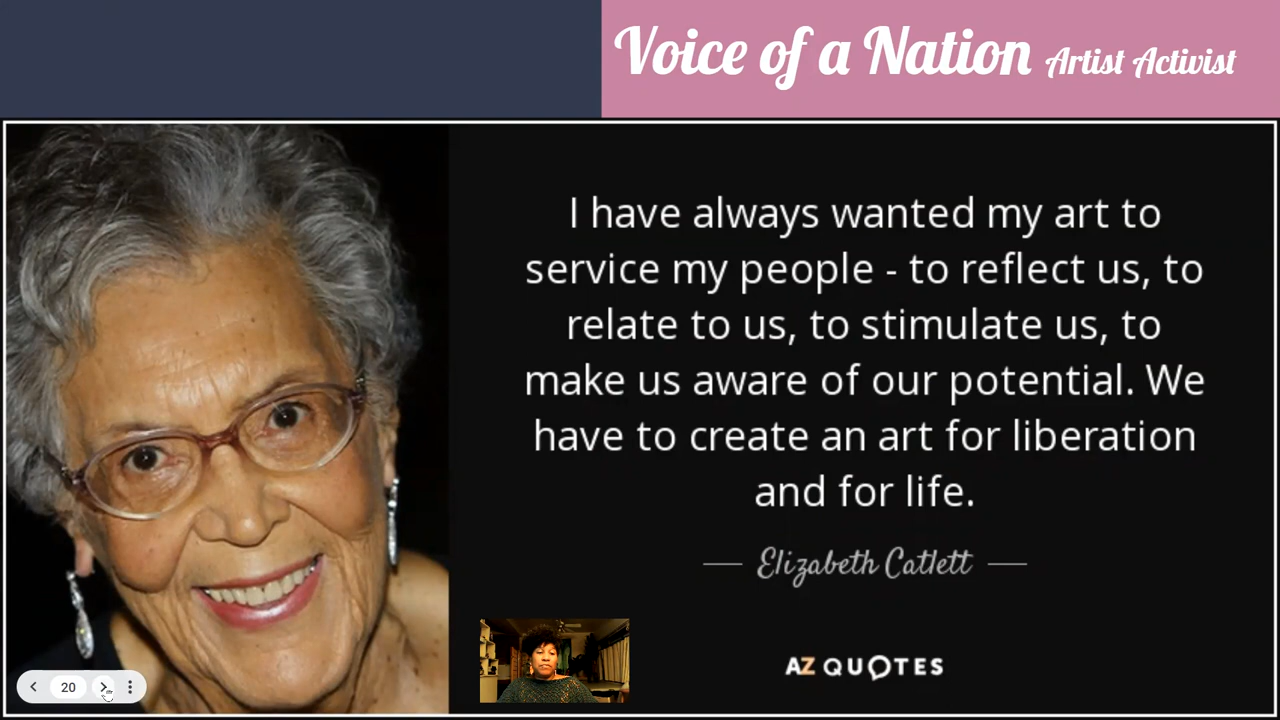 Voice of a Nation Artist Activist
I have always wanted my art to
service my people - to reflect us, to
relate to us, to stimulate us, to
make us aware of our potential. We
have to create an art for liberation
and for life.
Elizabeth Catlett
AZ QUOTES
20